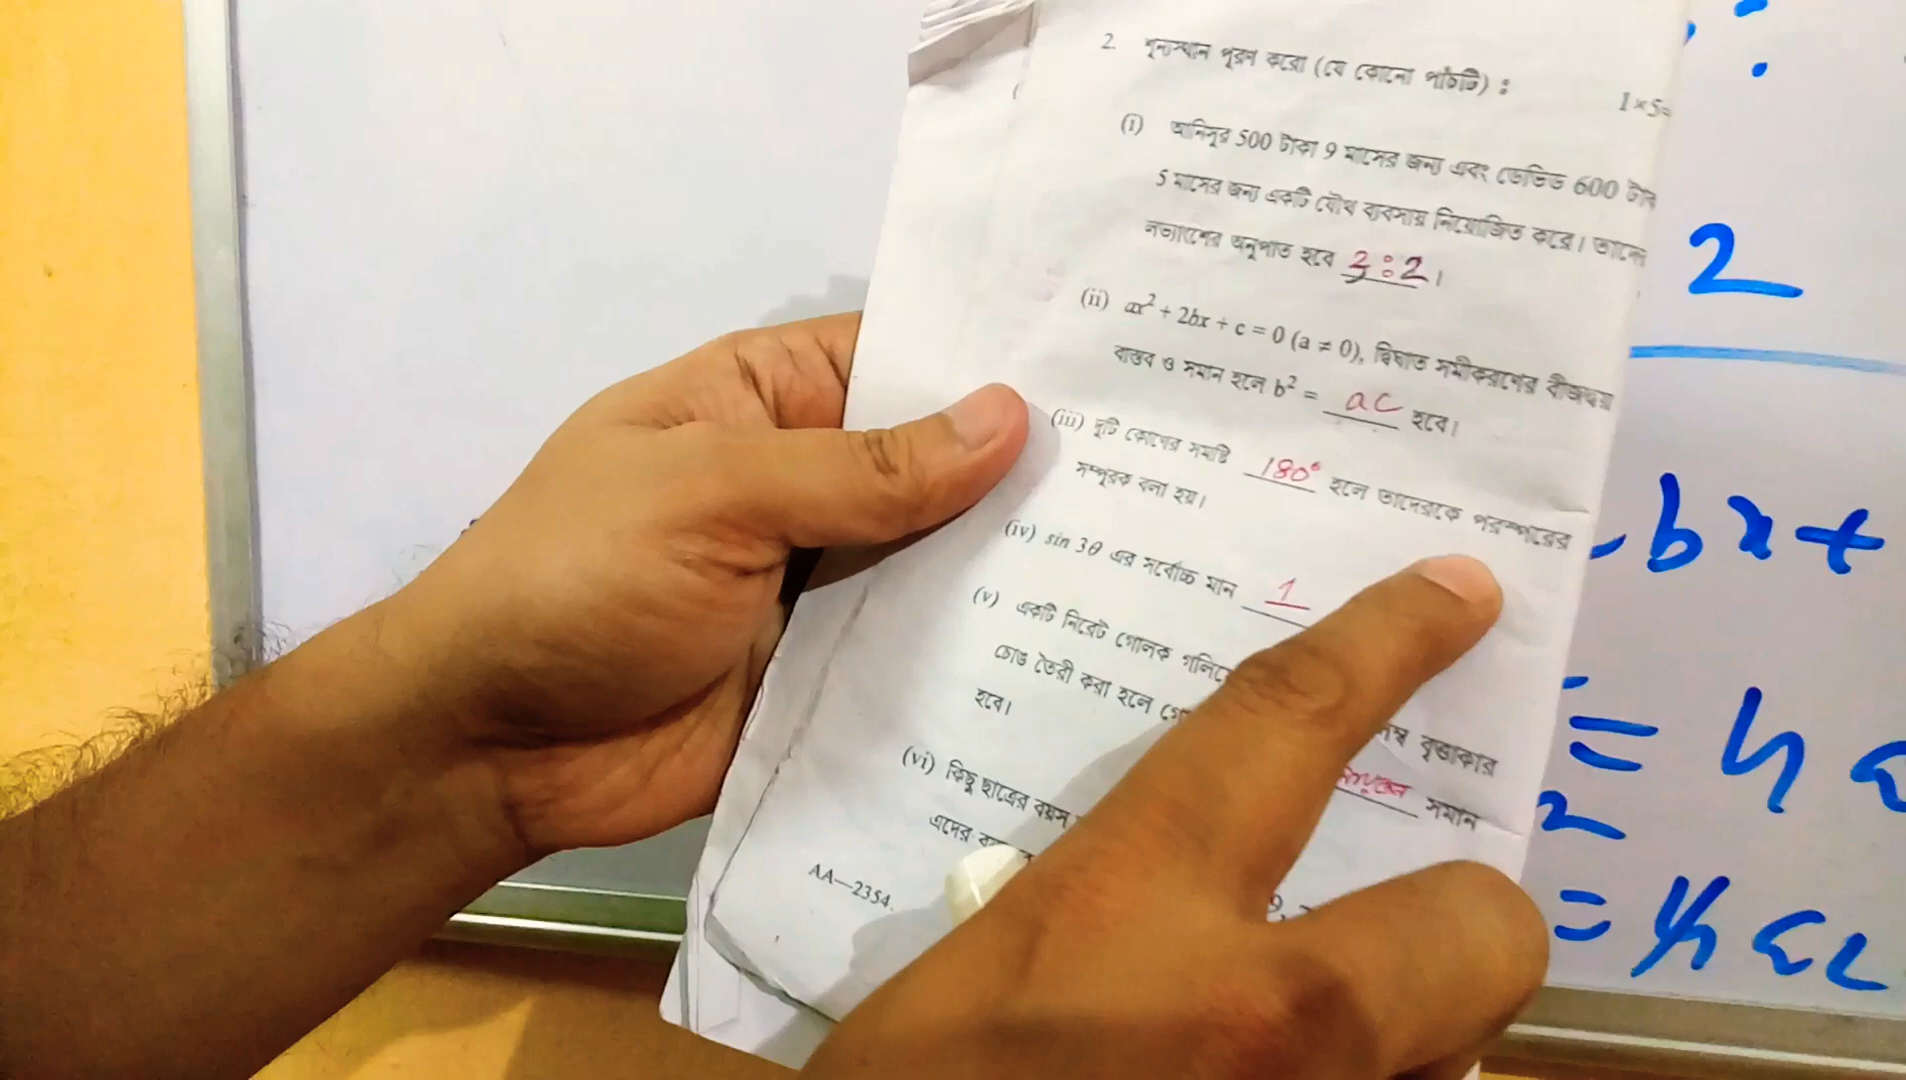 2. শূন্যস্থান পূরণ করো (যে কোনো পাঁচটি) : 1×5=
(i) আনিসুর 500 টাকা 9 মাসের জন্য এবং ডেভিড 600 টাকা
5 মাসের জন্য একটি যৌথ ব্যবসায় নিয়োজিত করে। তাদের
লভ্যাংশের অনুপাত হবে 3:2।
(ii) ax² + 2bx + c = 0 (a ≠ 0), দ্বিঘাত সমীকরণের বীজদ্বয়
বাস্তব ও সমান হলে b² = ac হবে।
(iii) দুটি কোণের সমষ্টি 180° হলে তাদেরকে পরস্পরের
সম্পূরক বলা হয়।
(iv) sin 3θ এর সর্বোচ্চ মান 1
(v) একটি নিরেট গোলক গলিয়ে বৃত্তাকার
চোঙ তৈরী করা হলে সমান
হবে।
(vi) কিছু ছাত্রের বয়স
এদের
AA—2354
2
bx+
=
2
=